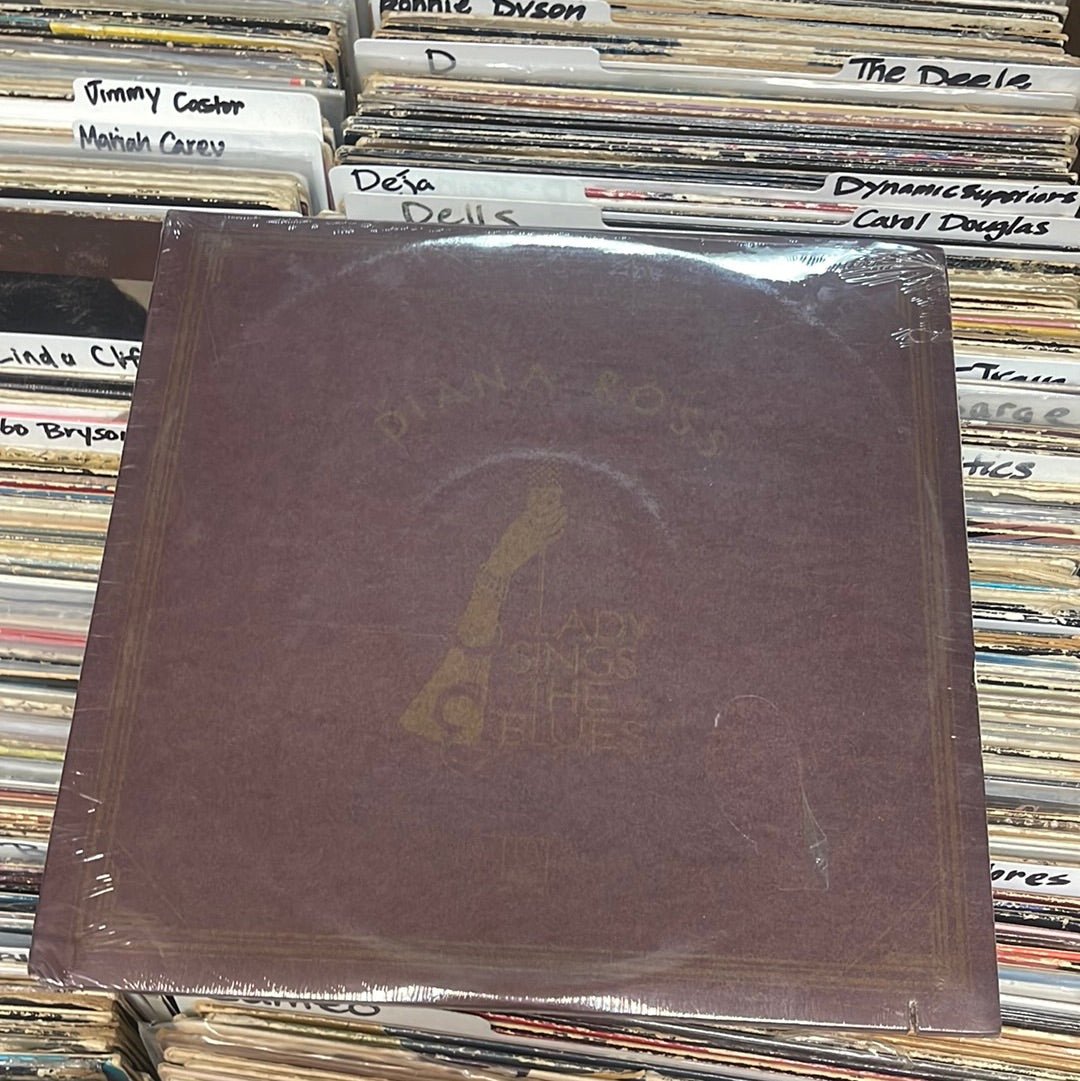 Ronnie Dyson
D
The Deele
Jimmy Castor
Mariah Carey
Deja
Dynamic Superiors
Dells
Carol Douglas
DIANA ROSS
LADY
SINGS
THE
BLUES
Linda
Bryson